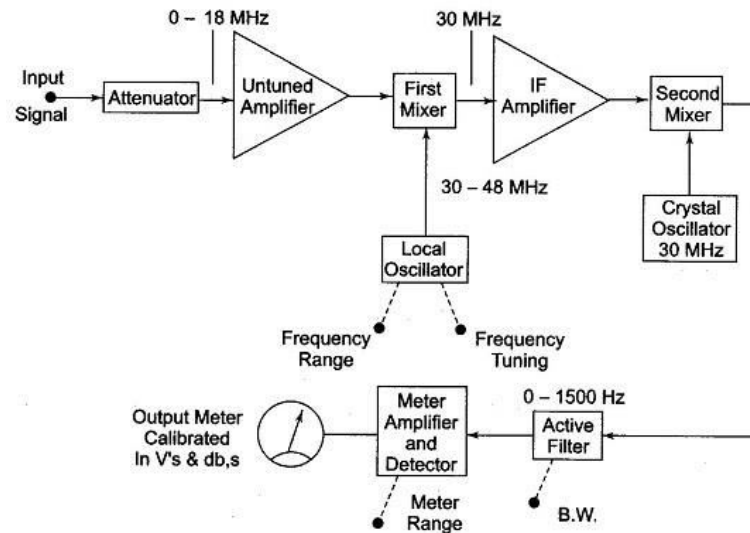 0 – 18 MHz
30 MHz
Input
Signal
Attenuator
Untuned
Amplifier
First
Mixer
IF
Amplifier
Second
Mixer
30 – 48 MHz
Crystal
Oscillator
30 MHz
Local
Oscillator
Frequency
Range
Frequency
Tuning
Output Meter
Calibrated
In V's & db,s
Meter
Amplifier
and
Detector
0 – 1500 Hz
Active
Filter
Meter
Range
B.W.